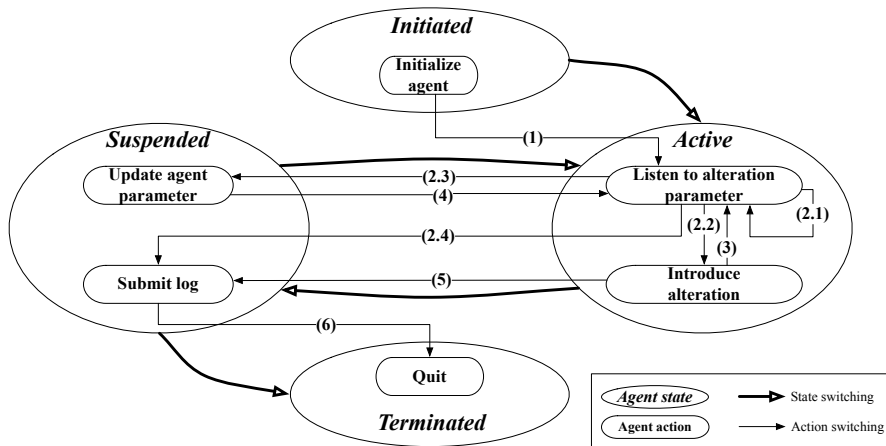 Initiated
Initialize
agent
(1)
Suspended
Active
Update agent
parameter
(2.3)
(4)
Listen to alteration
parameter
(2.1)
(2.2)
(3)
(2.4)
Submit log
(5)
Introduce
alteration
(6)
Quit
Terminated
Agent state
State switching
Agent action
Action switching